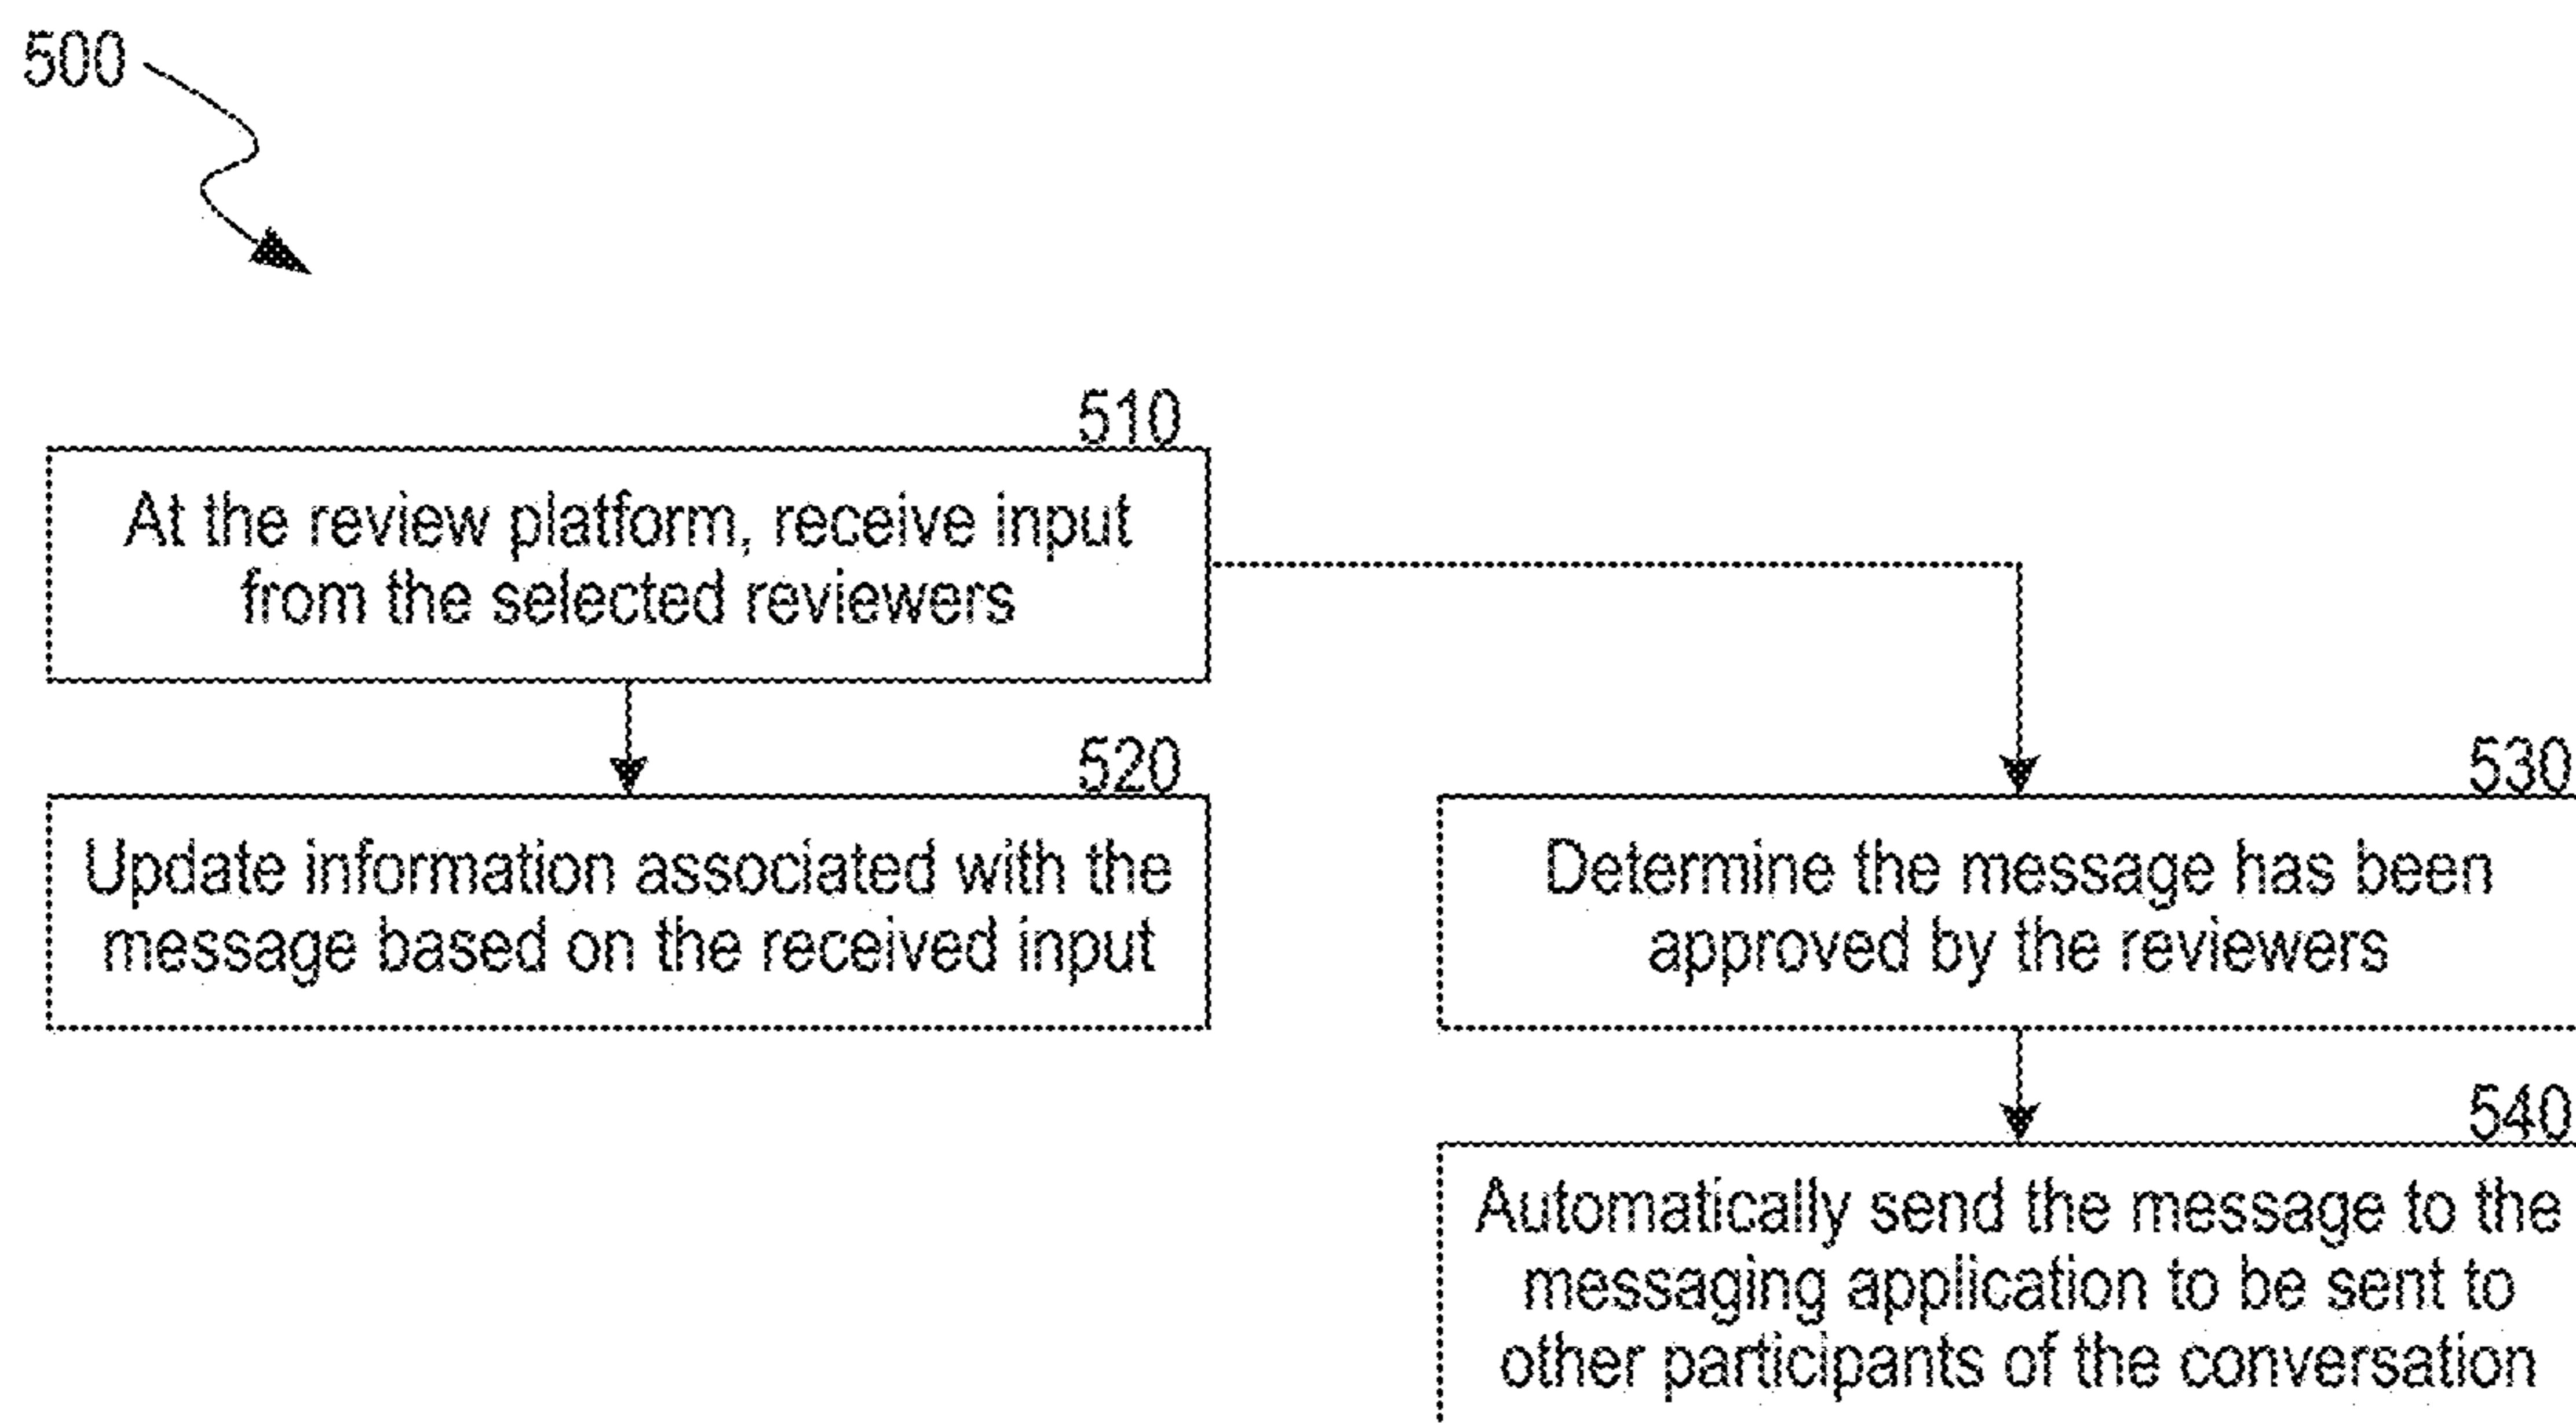 500
510
At the review platform, receive input
from the selected reviewers
520
Update information associated with the
message based on the received input
530
Determine the message has been
approved by the reviewers
540
Automatically send the message to the
messaging application to be sent to
other participants of the conversation